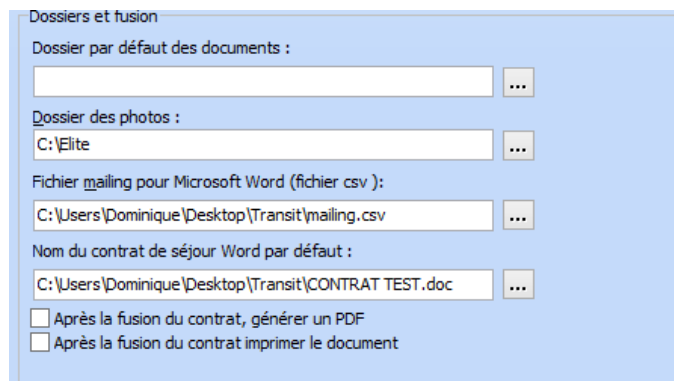 Dossiers et fusion
Dossier par défaut des documents :
...
Dossier des photos :
C:\Elite
...
Fichier mailing pour Microsoft Word (fichier csv ):
C:\Users\Dominique\Desktop\Transit\mailing.csv
...
Nom du contrat de séjour Word par défaut :
C:\Users\Dominique\Desktop\Transit\CONTRAT TEST.doc
...
Après la fusion du contrat, générer un PDF
Après la fusion du contrat imprimer le document